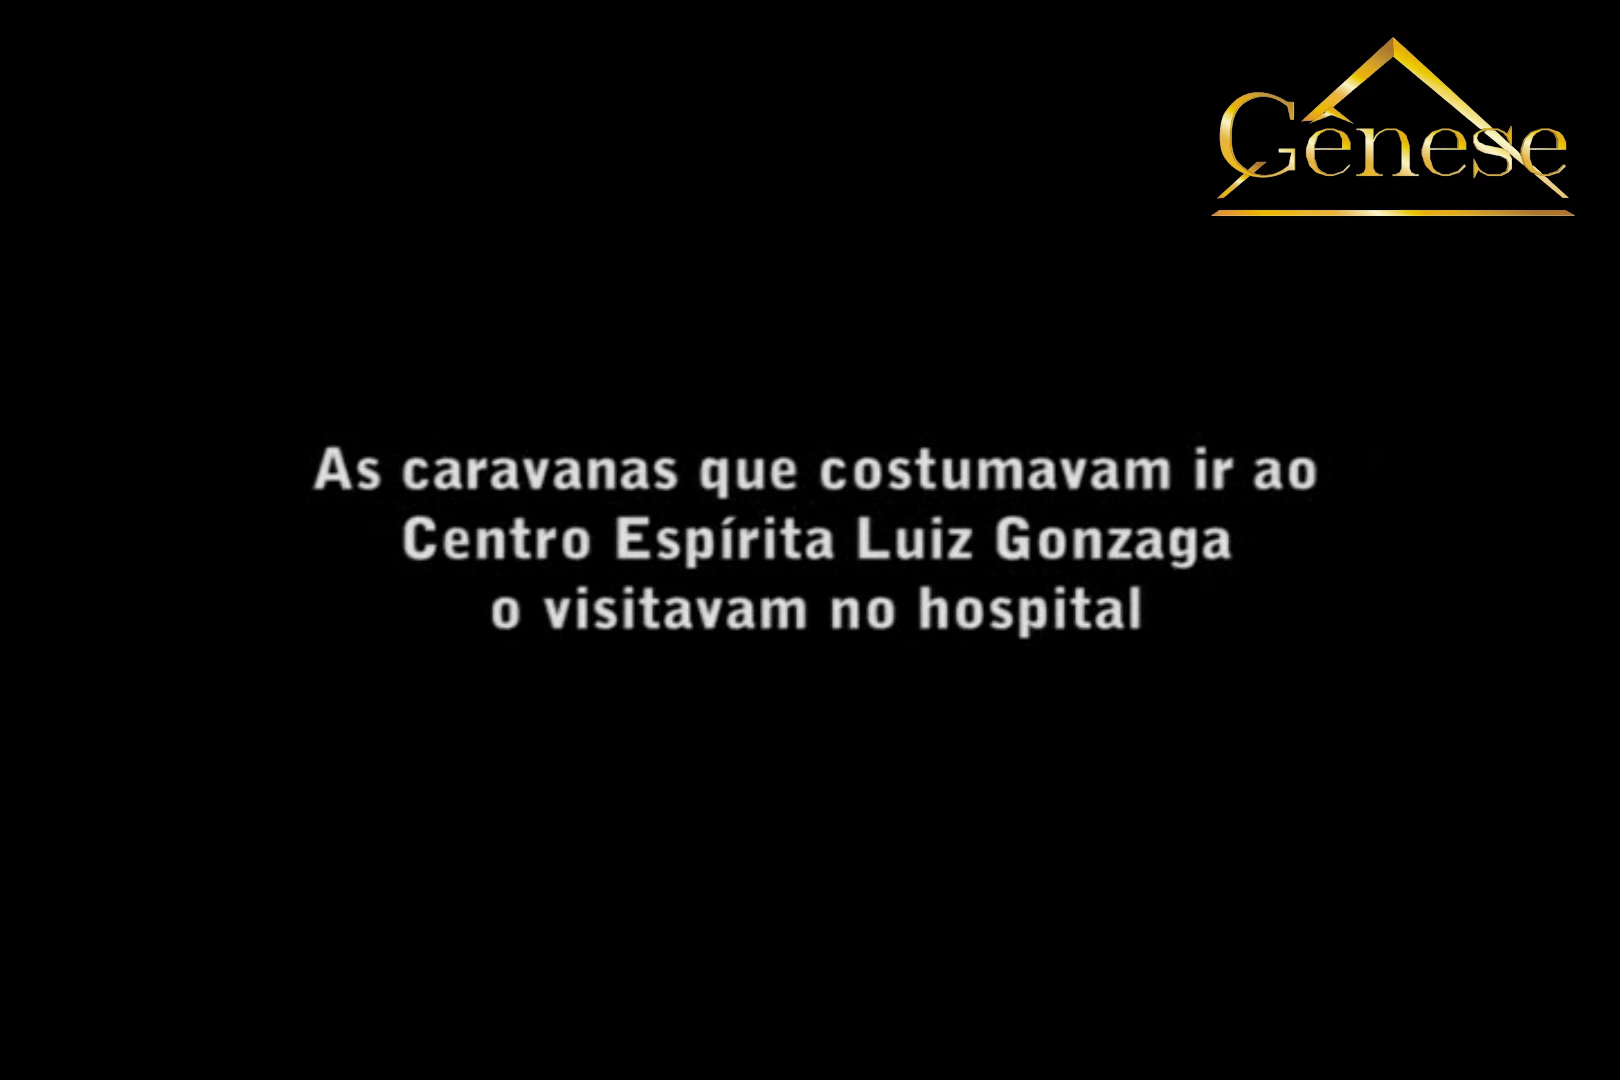 Gênese
As caravanas que costumavam ir ao
Centro Espírita Luiz Gonzaga
o visitavam no hospital